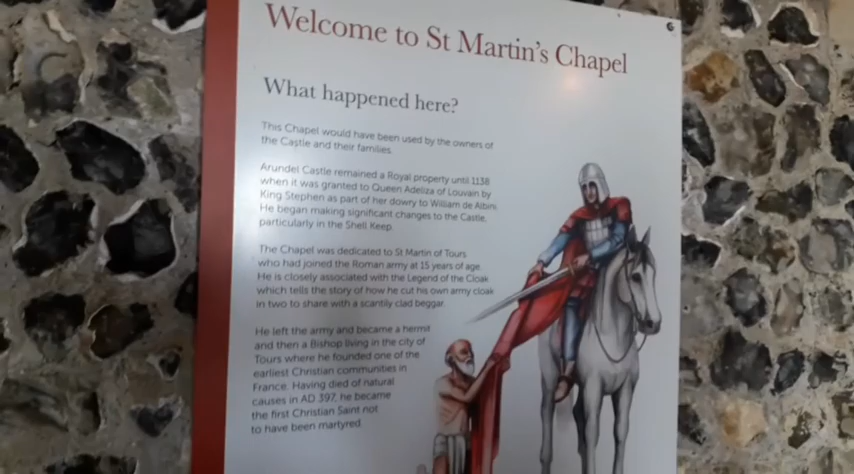 Welcome to St Martin's Chapel
What happened here?
This Chapel would have been used by the owners of
the Castle and their families.
Arundel Castle remained a Royal property until 1138
when it was granted to Queen Adeliza of Louvain by
King Stephen as part of her dowry to William de Albini.
He began making significant changes to the Castle,
particularly in the Shell Keep.
The Chapel was dedicated to St Martin of Tours
who had joined the Roman army at 15 years of age.
He is closely associated with the Legend of the Cloak
which tells the story of how he cut his own army cloak
in two to share with a scantily clad beggar.
He left the army and became a hermit
and then a Bishop living in the city of
Tours where he founded one of the
earliest Christian communities in
France. Having died of natural
causes in AD 397, he became
the first Christian Saint not
to have been martyred.